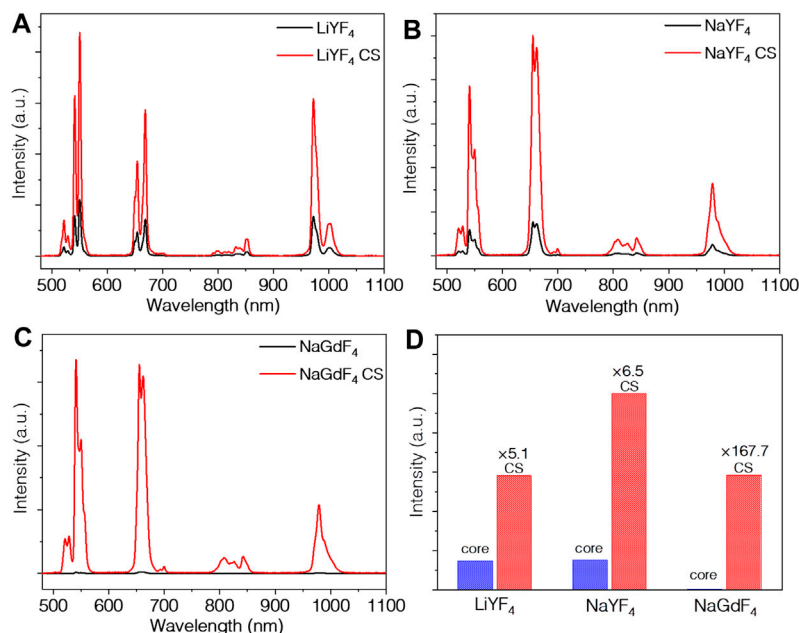 A
LiYF4
LiYF4 CS
Intensity (a.u.)
500 600 700 800 900 1000 1100
Wavelength (nm)
B
NaYF4
NaYF4 CS
Intensity (a.u.)
500 600 700 800 900 1000 1100
Wavelength (nm)
C
NaGdF4
NaGdF4 CS
Intensity (a.u.)
500 600 700 800 900 1000 1100
Wavelength (nm)
D
Intensity (a.u.)
core
×5.1
CS
core
×6.5
CS
core
×167.7
CS
LiYF4 NaYF4 NaGdF4